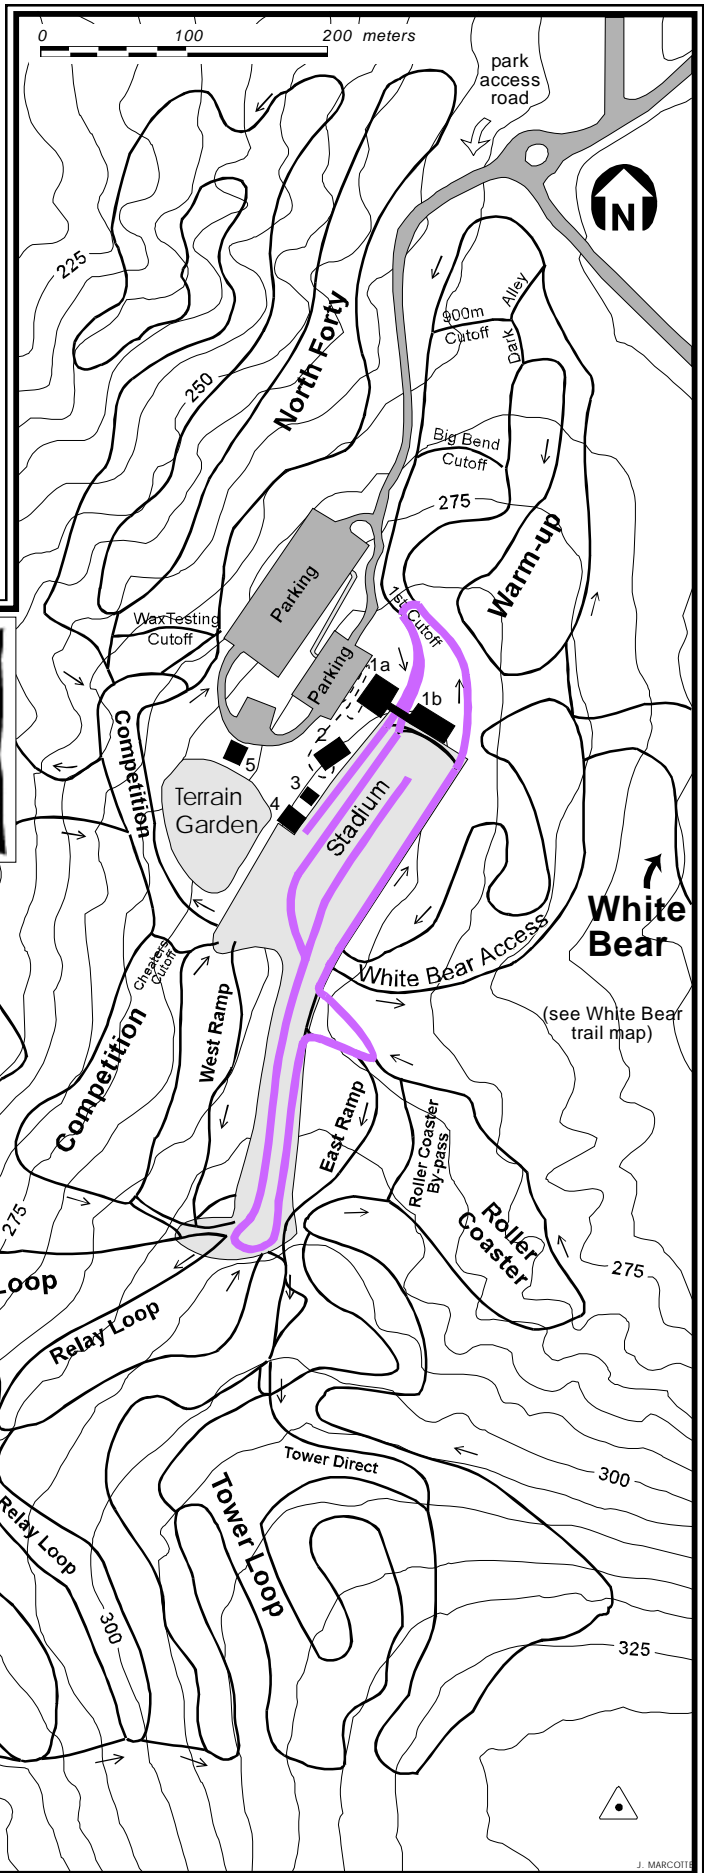 0 100 200 meters
park
access
road
N
225
Alley
900m
Cutoff
Dark
North Forty
250
Big Bend
Cutoff
275
Warm-up
Parking
1st Cutoff
WaxTesting
Cutoff
Parking
1a
1b
Competition
2
5
3
4
Terrain
Garden
Stadium
White
Bear
White Bear Access
Cheaters
Cutoff
(see White Bear
trail map)
West Ramp
Competition
East Ramp
Roller Coaster
By-pass
Roller
Coaster
275
275
Loop
Relay Loop
Tower Direct
300
Tower Loop
Relay Loop
300
325
J. MARCOTTE